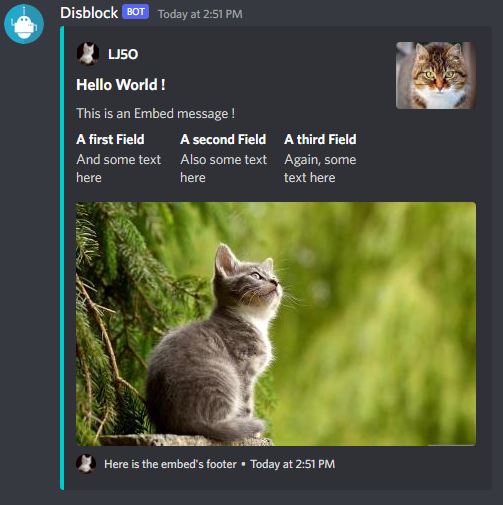 Disblock BOT Today at 2:51 PM
LJ5O
Hello World !
This is an Embed message !
A first Field
And some text
here
A second Field
Also some text
here
A third Field
Again, some
text here
Here is the embed's footer • Today at 2:51 PM